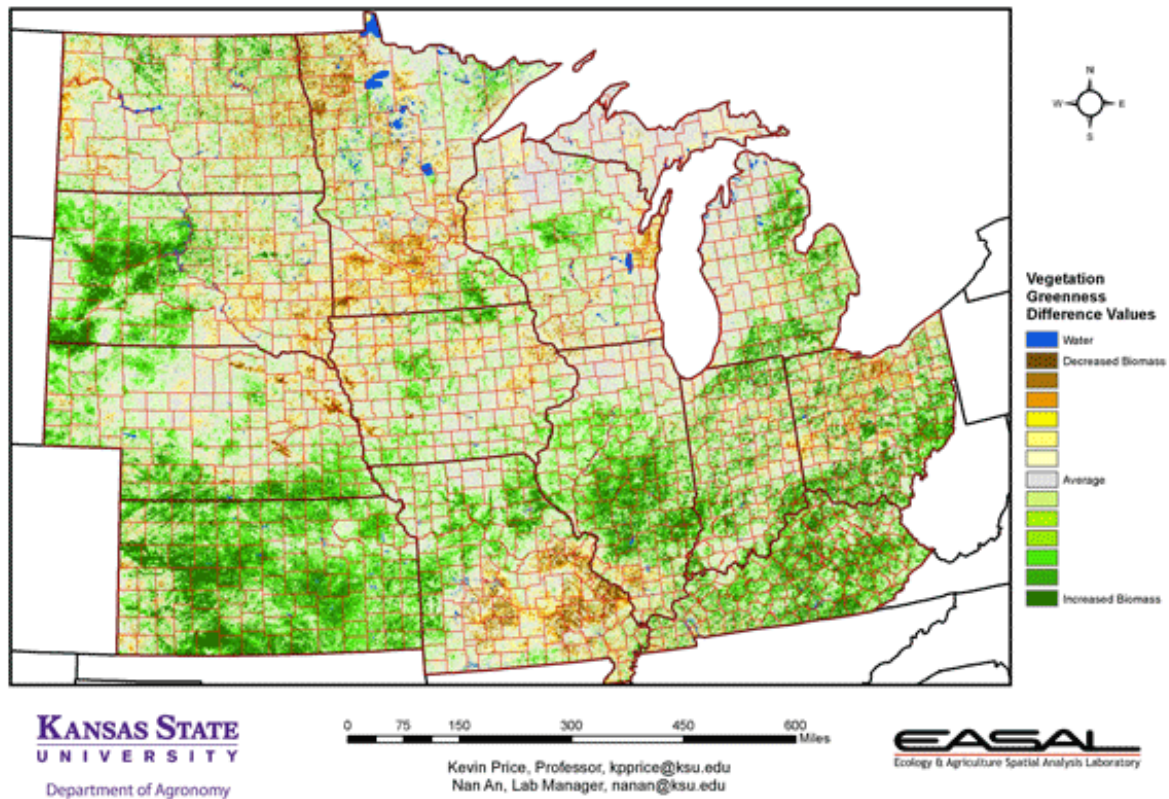 N
W
E
S
Vegetation
Greenness
Difference Values
Water
Decreased Biomass
Average
Increased Biomass
KANSAS STATE
UNIVERSITY
Department of Agronomy
0 75 150 300 450 600
Miles
Kevin Price, Professor, kpprice@ksu.edu
Nan An, Lab Manager, nanan@ksu.edu
EASAL
Ecology & Agriculture Spatial Analysis Laboratory